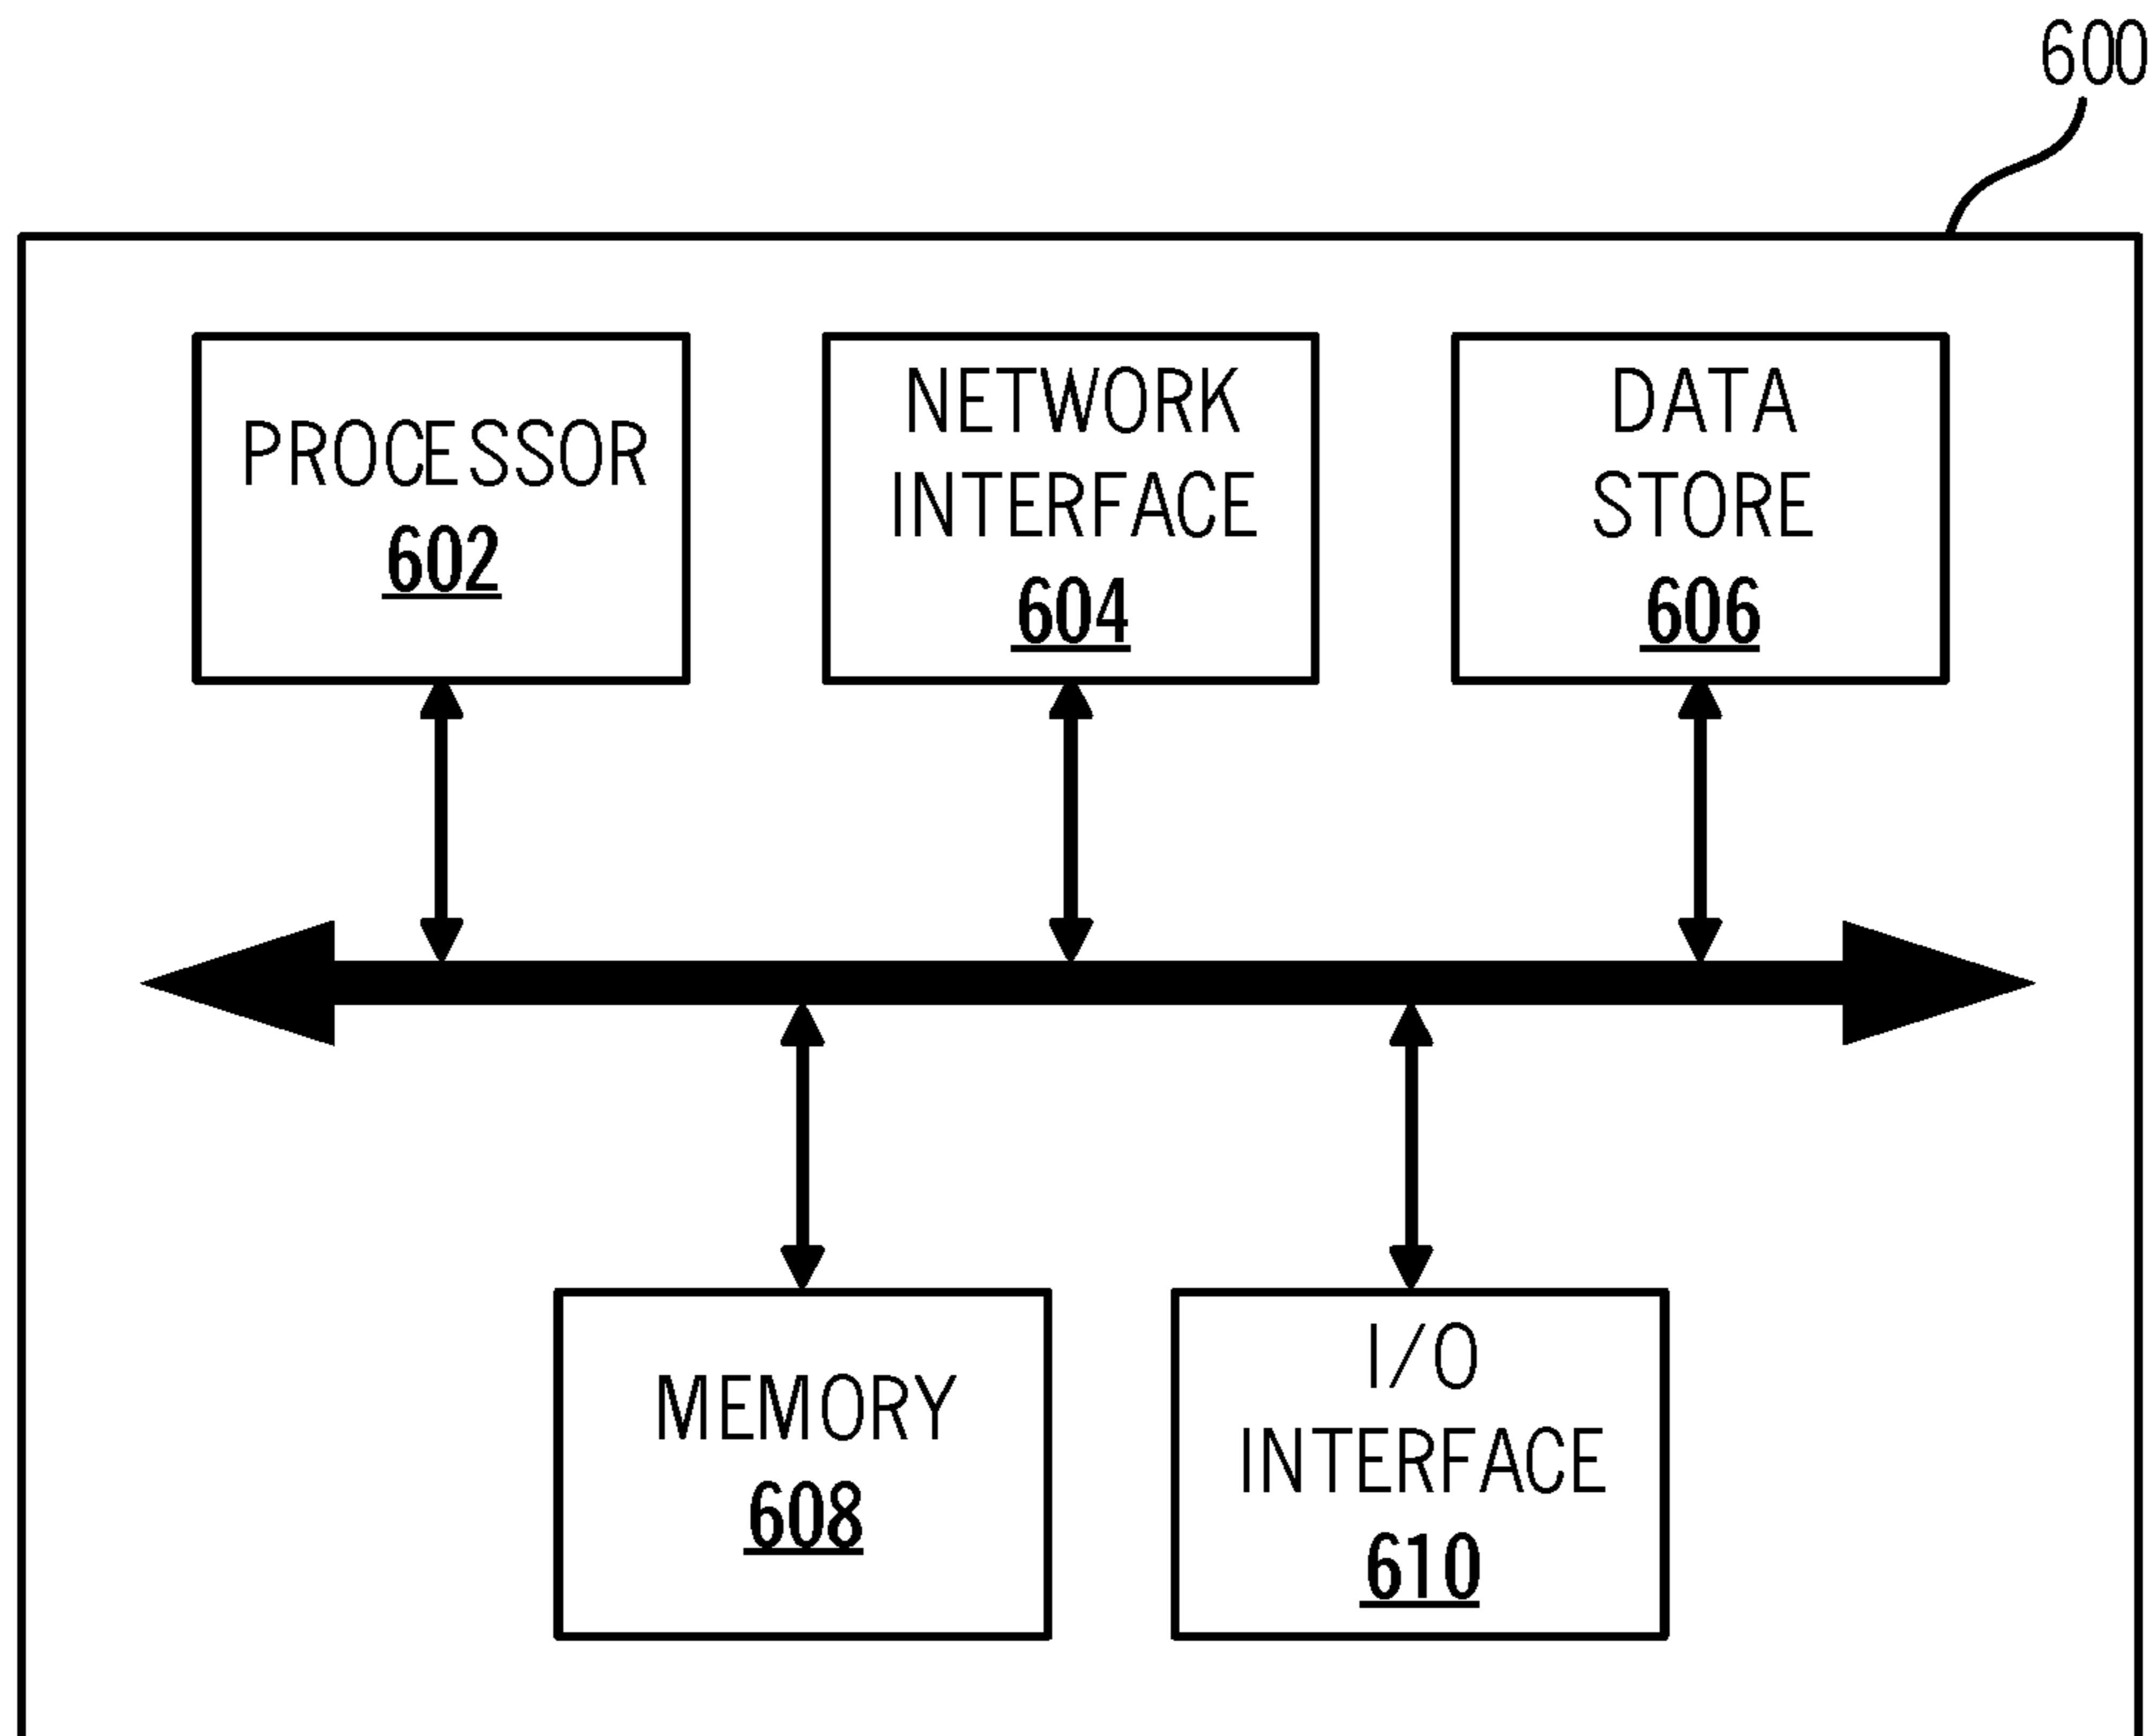 600
PROCESSOR
602
NETWORK
INTERFACE
604
DATA
STORE
606
MEMORY
608
I/O
INTERFACE
610